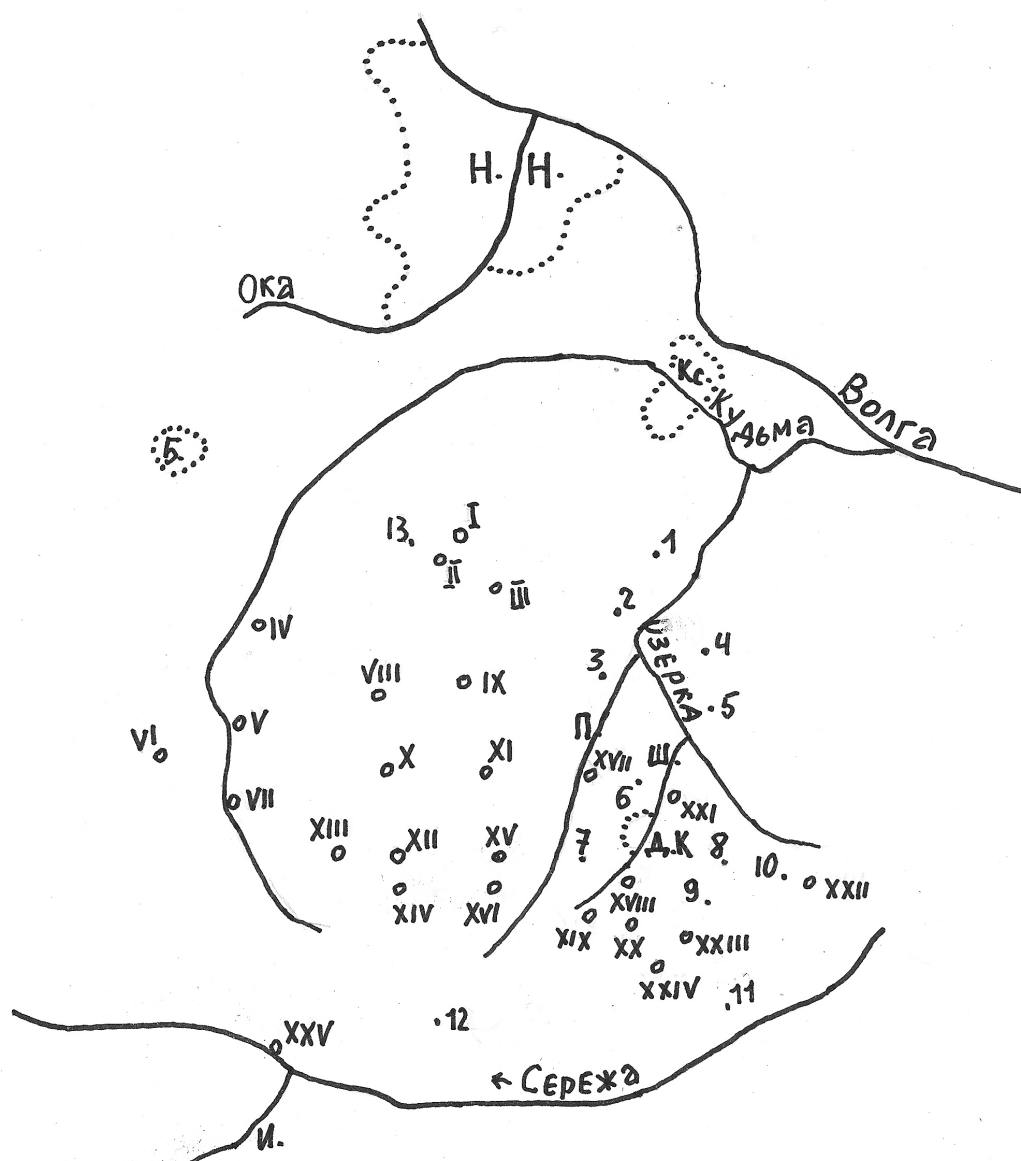 Н. Н.
Ока
Кс.
Кудьма
Волга
Б.
I
13.
II
III
1
2
IV
Узерка
4
3
VIII
IX
5
П.
V
VI
X
XI
XVII
Ш.
6
VII
XXI
XIII
XII
XV
7
Д.К
8
10.
XXII
XIV
XVI
XVIII
9.
XIX
XX
XXIII
XXIV
11
12
XXV
← Сережа
И.